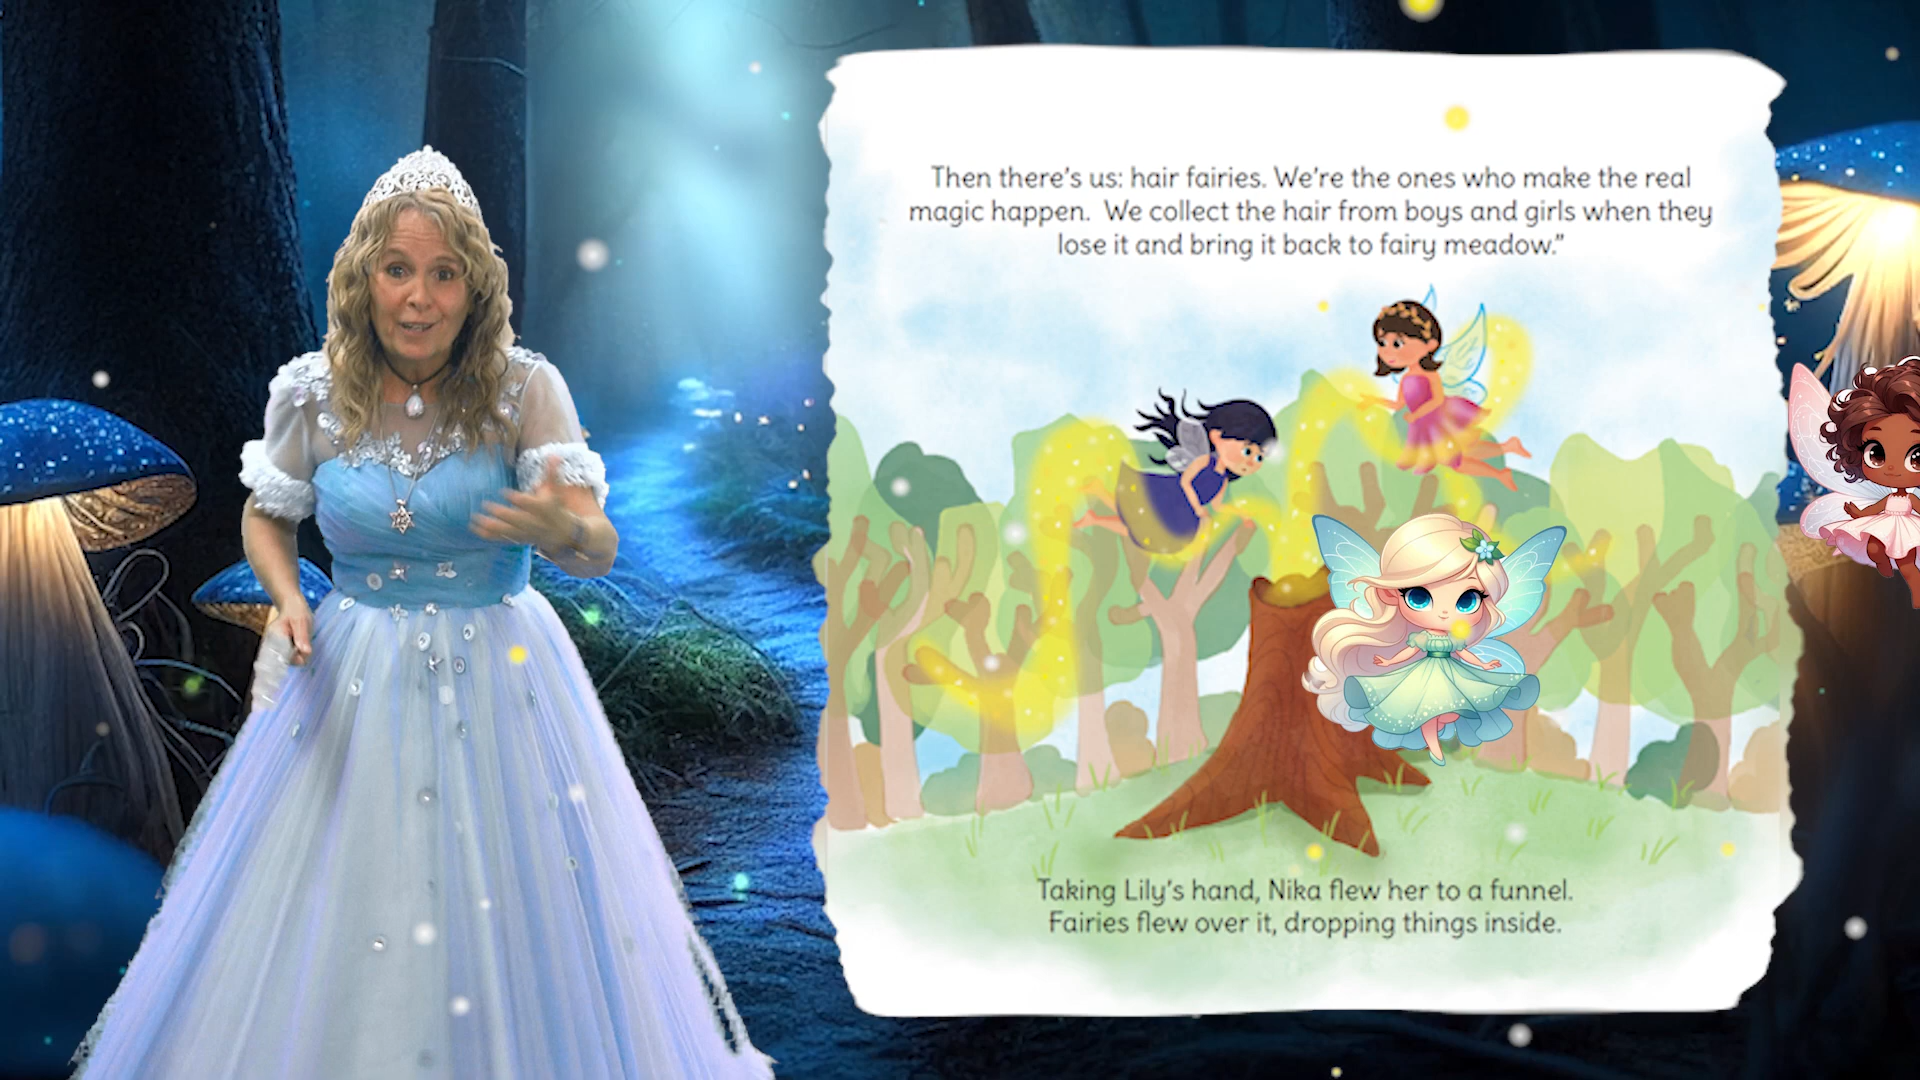 Then there's us: hair fairies. We're the ones who make the real
magic happen.  We collect the hair from boys and girls when they
lose it and bring it back to fairy meadow.”
Taking Lily's hand, Nika flew her to a funnel.
Fairies flew over it, dropping things inside.